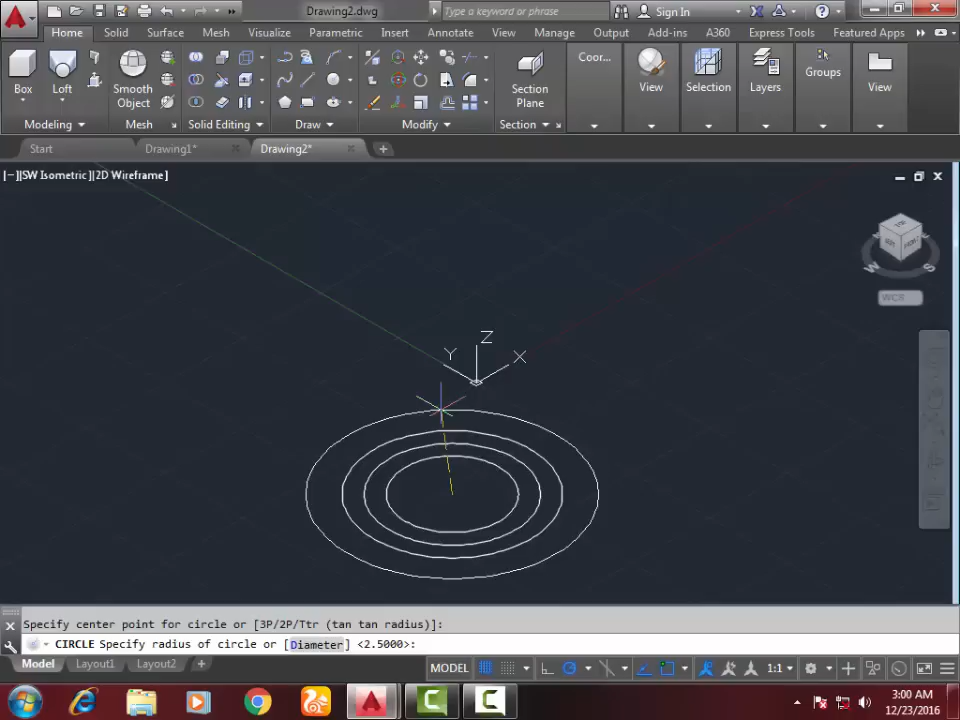 Drawing2.dwg
Type a keyword or phrase
Sign In
Home Solid Surface Mesh Visualize Parametric Insert Annotate View Manage Output Add-ins A360 Express Tools Featured Apps
Box Loft Smooth Object Section Plane Coor... View Selection Layers Groups View
Modeling Mesh Solid Editing Draw Modify Section
Start Drawing1* Drawing2*
[−][SW Isometric][2D Wireframe]
W S
WCS
Z
Y X
Specify center point for circle or [3P/2P/Ttr (tan tan radius)]:
CIRCLE Specify radius of circle or [Diameter] <2.5000>:
Model Layout1 Layout2 + MODEL 1:1
3:00 AM
12/23/2016